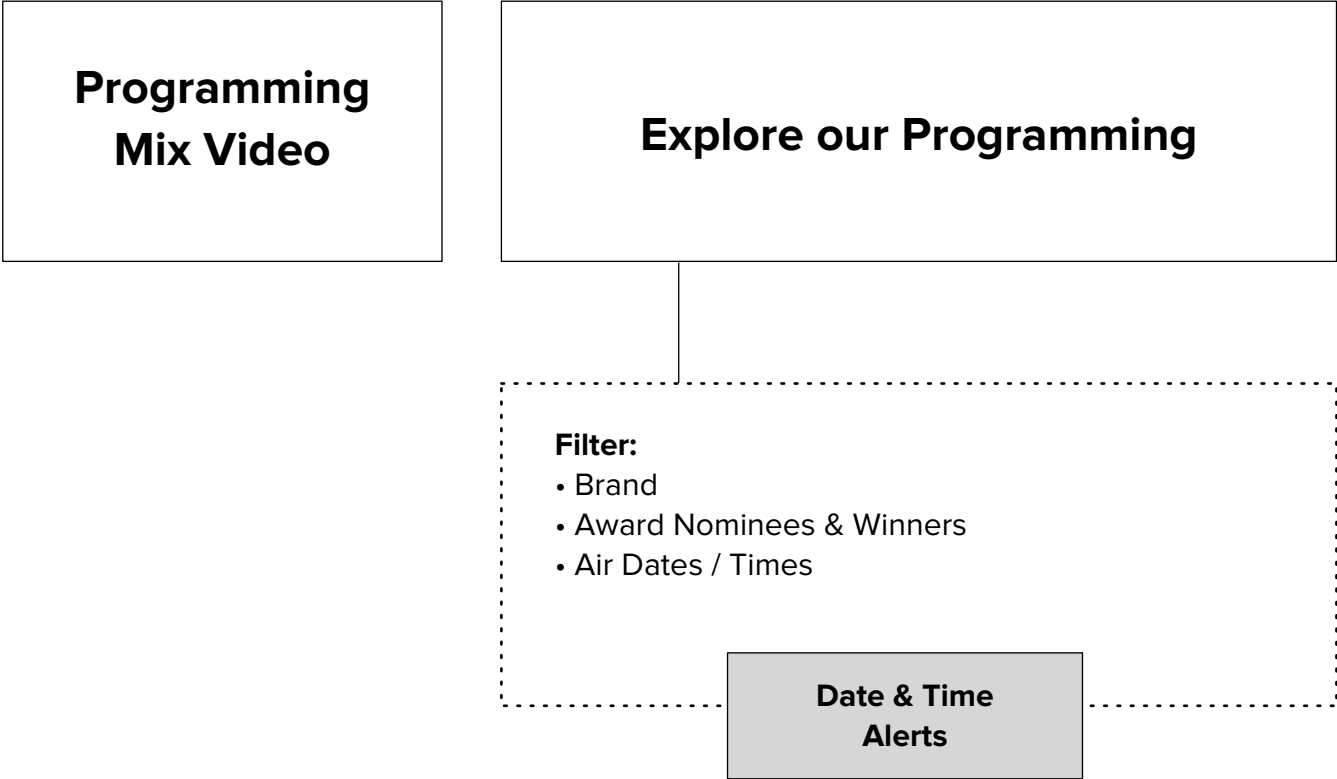 Programming
Mix Video
Explore our Programming
Filter:
• Brand
• Award Nominees & Winners
• Air Dates / Times
Date & Time
Alerts